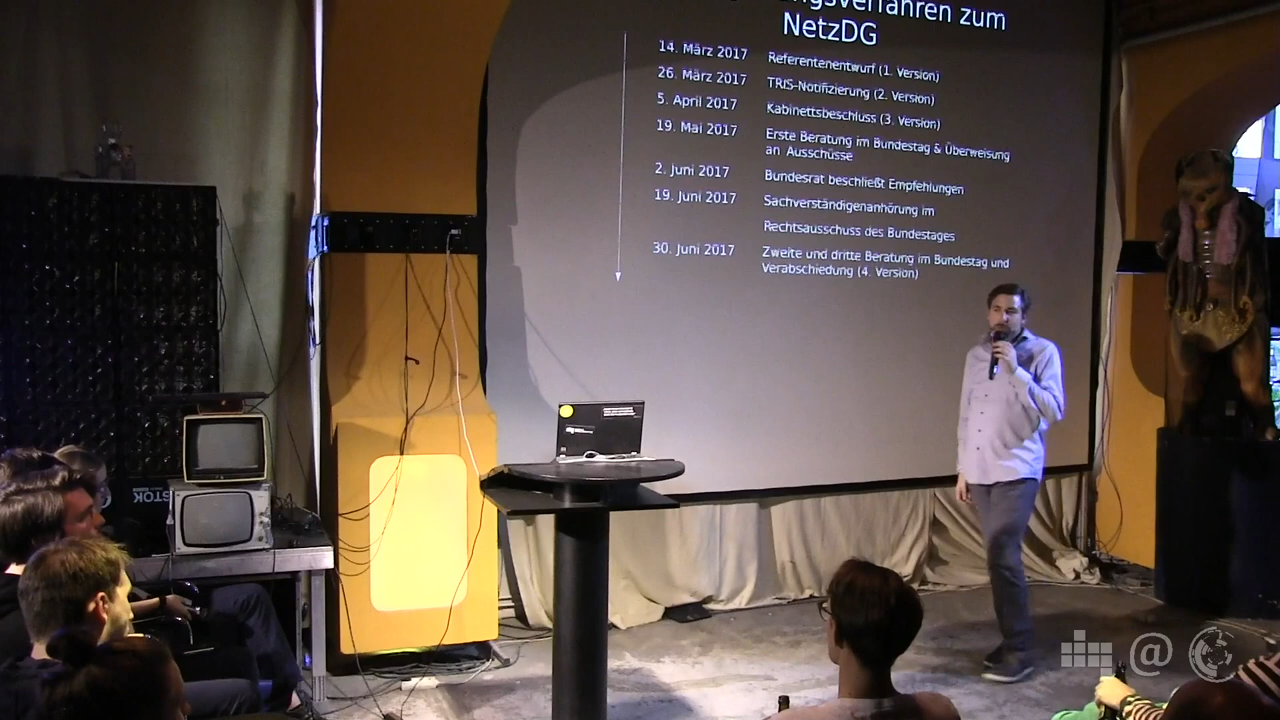 ngsverfahren zum
NetzDG
14. März 2017 Referentenentwurf (1. Version)
26. März 2017 TRIS-Notifizierung (2. Version)
5. April 2017 Kabinettsbeschluss (3. Version)
19. Mai 2017 Erste Beratung im Bundestag & Überweisung
an Ausschüsse
2. Juni 2017 Bundesrat beschließt Empfehlungen
19. Juni 2017 Sachverständigenanhörung im
Rechtsausschuss des Bundestages
30. Juni 2017 Zweite und dritte Beratung im Bundestag und
Verabschiedung (4. Version)
@